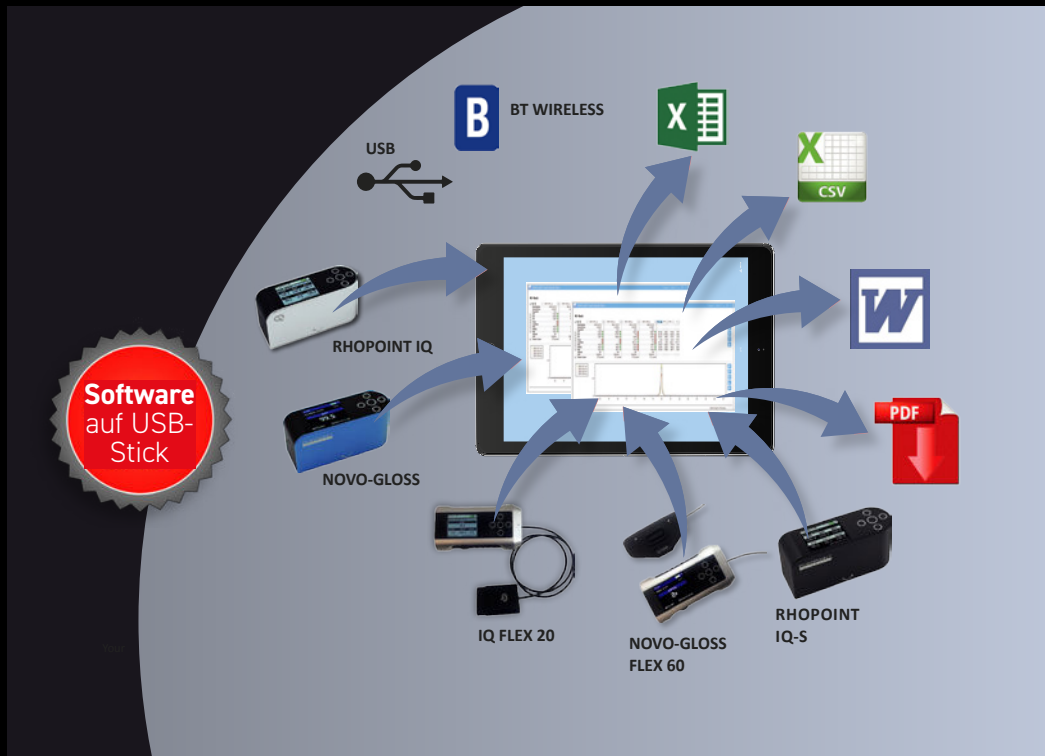 B
BT WIRELESS
X
USB
X
CSV
W
RHOPOINT IQ
Software
auf USB-
Stick
PDF
NOVO-GLOSS
IQ FLEX 20
NOVO-GLOSS
FLEX 60
RHOPOINT
IQ-S